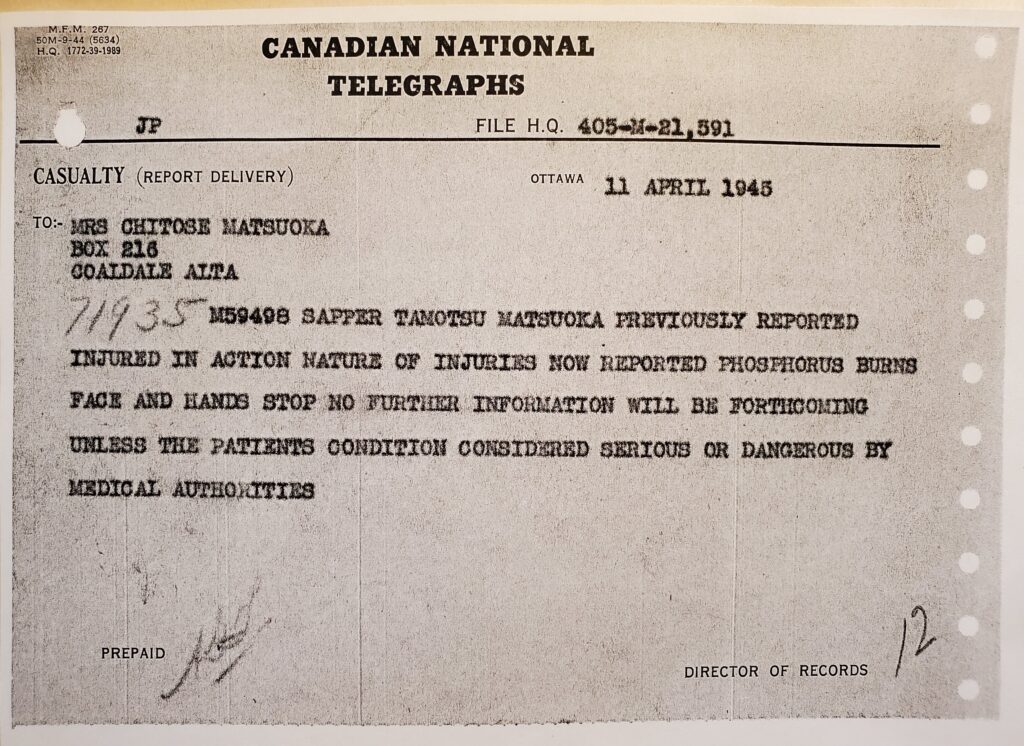 M.F.M. 267
50M-9-44 (5634)
H.Q. 1772-39-1989
CANADIAN NATIONAL
TELEGRAPHS
JP
FILE H.Q. 405-M-21,591
CASUALTY (REPORT DELIVERY)
OTTAWA 11 APRIL 1945
TO:- MRS CHITOSE MATSUOKA
BOX 216
COALDALE ALTA
71935 M59498 SAPPER TAMOTSU MATSUOKA PREVIOUSLY REPORTED
INJURED IN ACTION NATURE OF INJURIES NOW REPORTED PHOSPHORUS BURNS
FACE AND HANDS STOP NO FURTHER INFORMATION WILL BE FORTHCOMING
UNLESS THE PATIENTS CONDITION CONSIDERED SERIOUS OR DANGEROUS BY
MEDICAL AUTHORITIES
PREPAID
DIRECTOR OF RECORDS
12